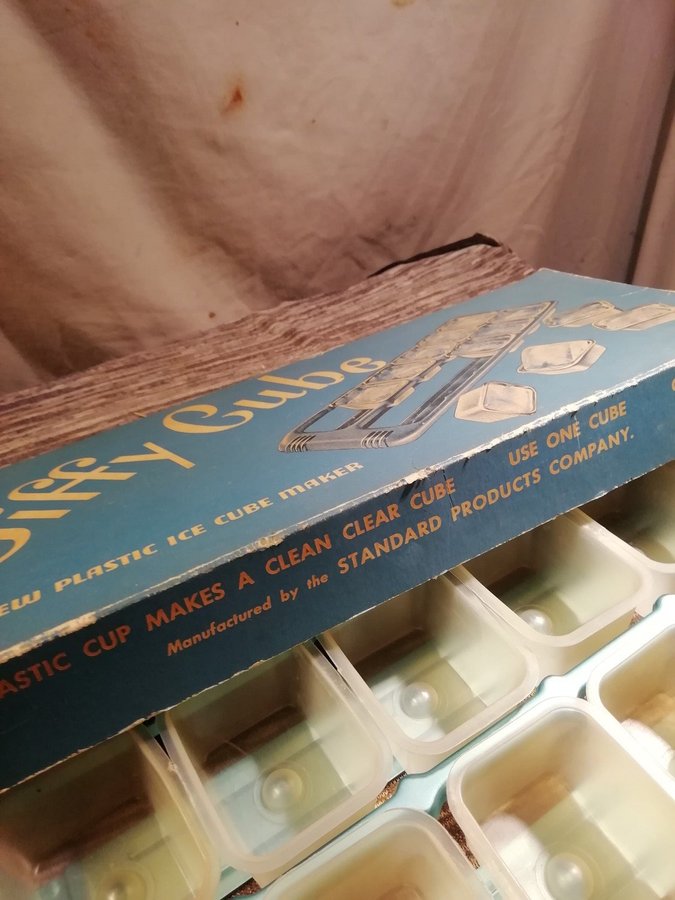 Jiffy Cube
EW PLASTIC ICE CUBE MAKER
ASTIC CUP MAKES A CLEAN CLEAR CUBE USE ONE CUBE
Manufactured by the STANDARD PRODUCTS COMPANY.